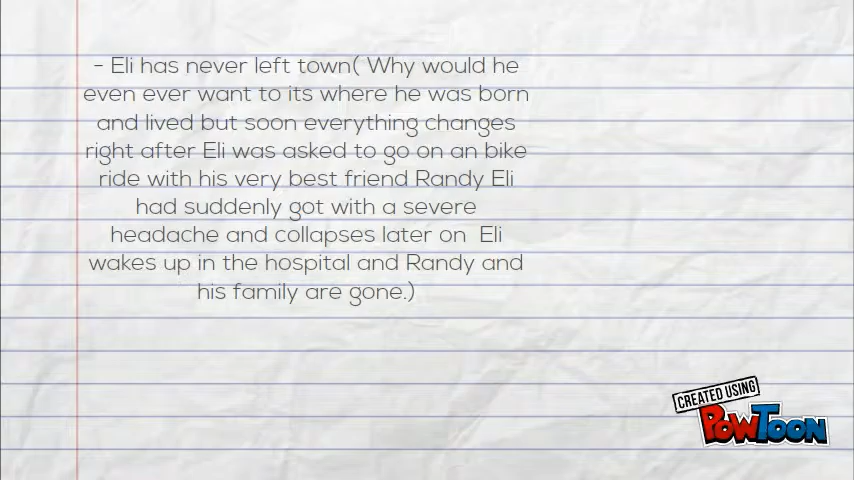 - Eli has never left town( Why would he
even ever want to its where he was born
and lived but soon everything changes
right after Eli was asked to go on an bike
ride with his very best friend Randy Eli
had suddenly got with a severe
headache and collapses later on  Eli
wakes up in the hospital and Randy and
his family are gone.)
CREATED USING
POWTOON